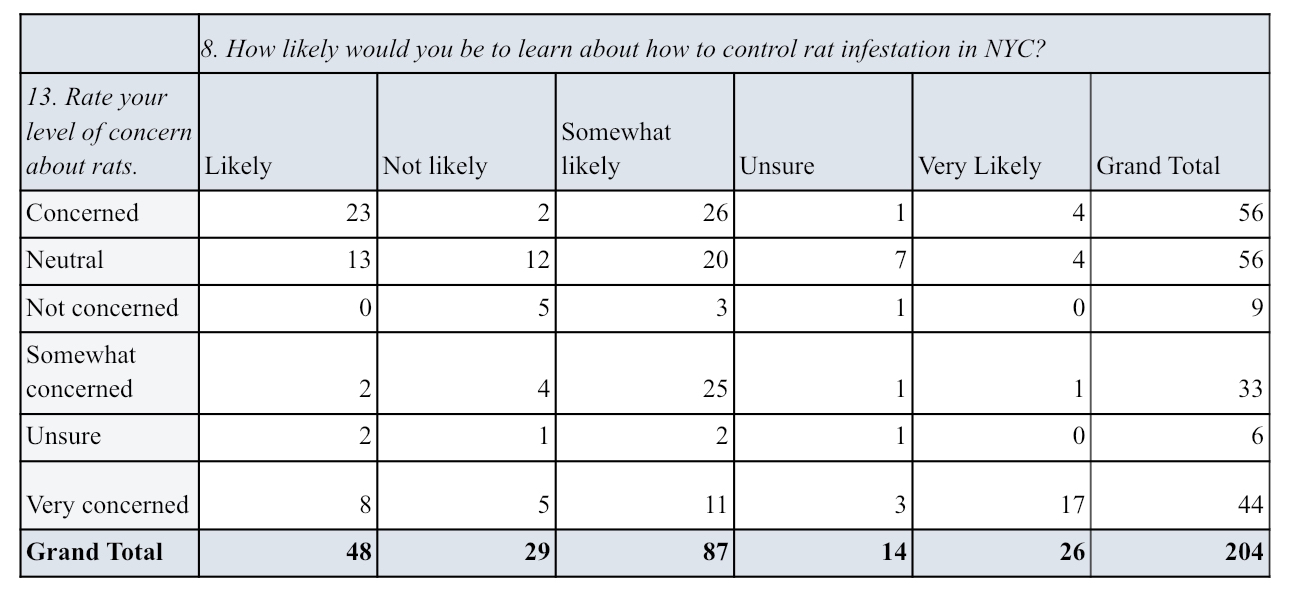 8. How likely would you be to learn about how to control rat infestation in NYC?
13. Rate your
level of concern
about rats.
Likely
Not likely
Somewhat
likely
Unsure
Very Likely
Grand Total
Concerned 23 2 26 1 4 56
Neutral 13 12 20 7 4 56
Not concerned 0 5 3 1 0 9
Somewhat
concerned 2 4 25 1 1 33
Unsure 2 1 2 1 0 6
Very concerned 8 5 11 3 17 44
Grand Total 48 29 87 14 26 204